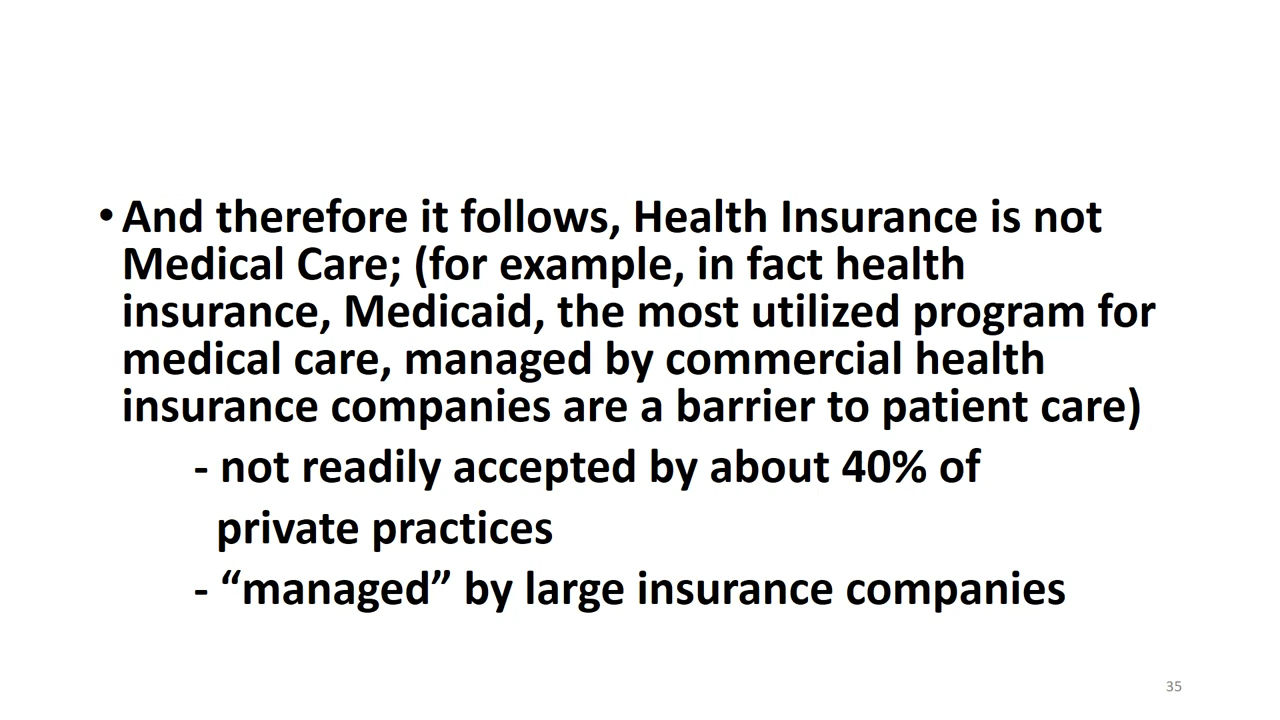 • And therefore it follows, Health Insurance is not
Medical Care; (for example, in fact health
insurance, Medicaid, the most utilized program for
medical care, managed by commercial health
insurance companies are a barrier to patient care)
- not readily accepted by about 40% of
private practices
- “managed” by large insurance companies
35